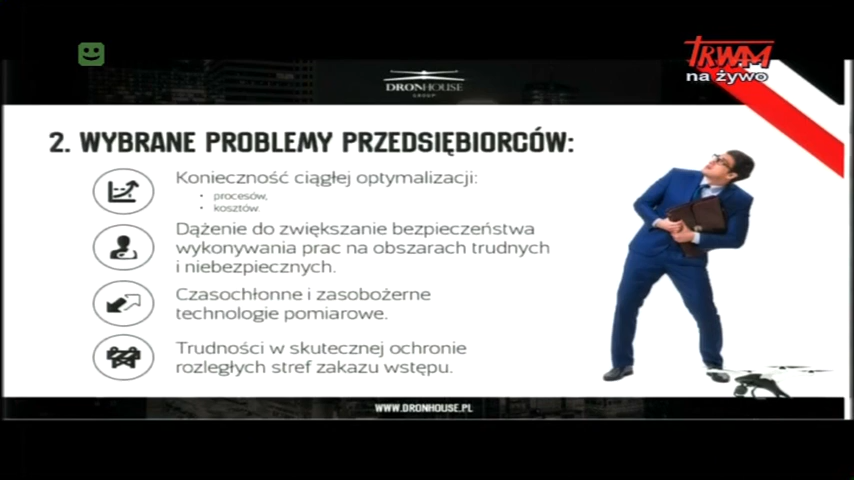 TRWAM
na żywo
DRONHOUSE
GROUP
2. WYBRANE PROBLEMY PRZEDSIĘBIORCÓW:
Konieczność ciągłej optymalizacji:
• procesów,
• kosztów.
Dążenie do zwiększanie bezpieczeństwa
wykonywania prac na obszarach trudnych
i niebezpiecznych.
Czasochłonne i zasobożerne
technologie pomiarowe.
Trudności w skutecznej ochronie
rozległych stref zakazu wstępu.
WWW.DRONHOUSE.PL